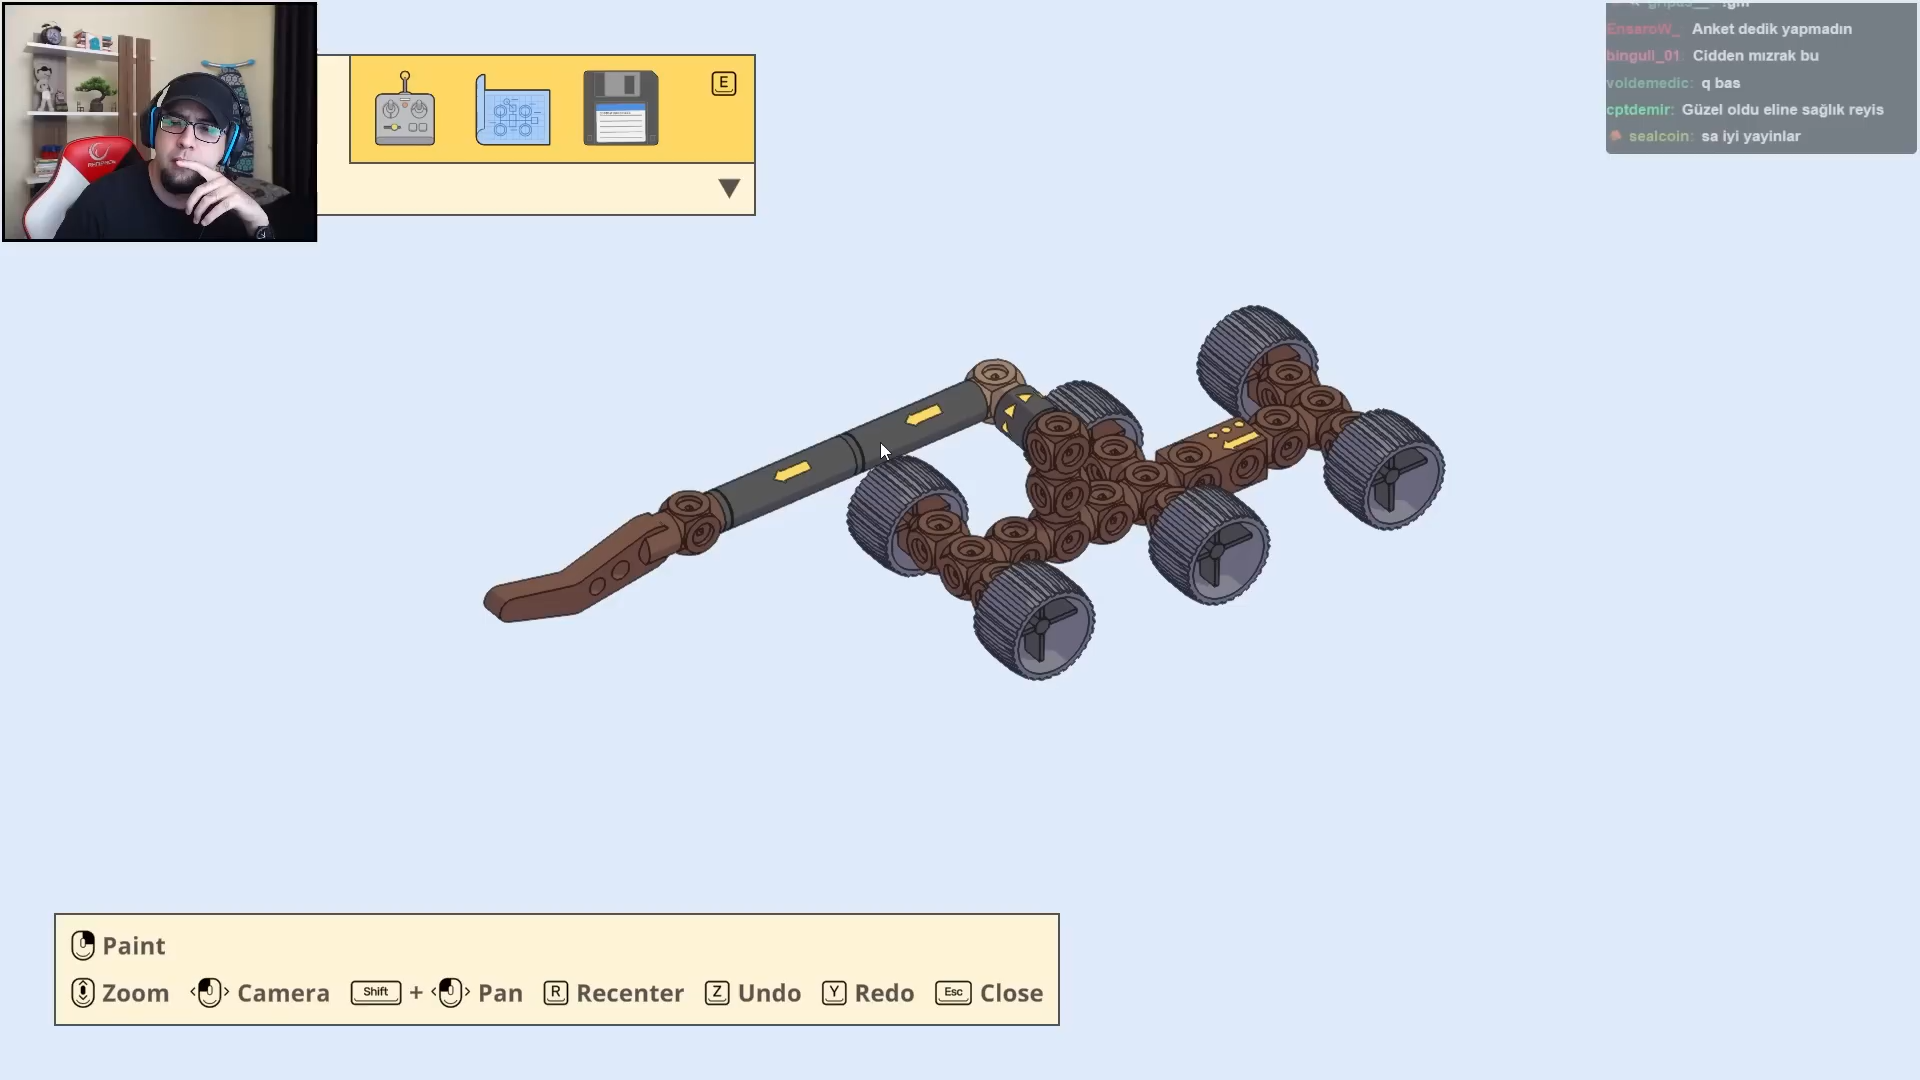 E
EnsaroW_ Anket dedik yapmadın
binguli_01: Cidden mızrak bu
voldemedic: q bas
cptdemir: Güzel oldu eline sağlık reyis
sealcoin: sa iyi yayinlar
Paint
Zoom Camera Shift + Pan R Recenter Z Undo Y Redo Esc Close